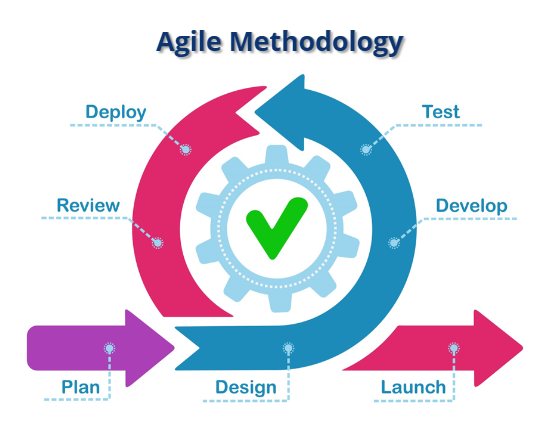 Agile Methodology
Deploy
Test
Review
Develop
Plan
Design
Launch